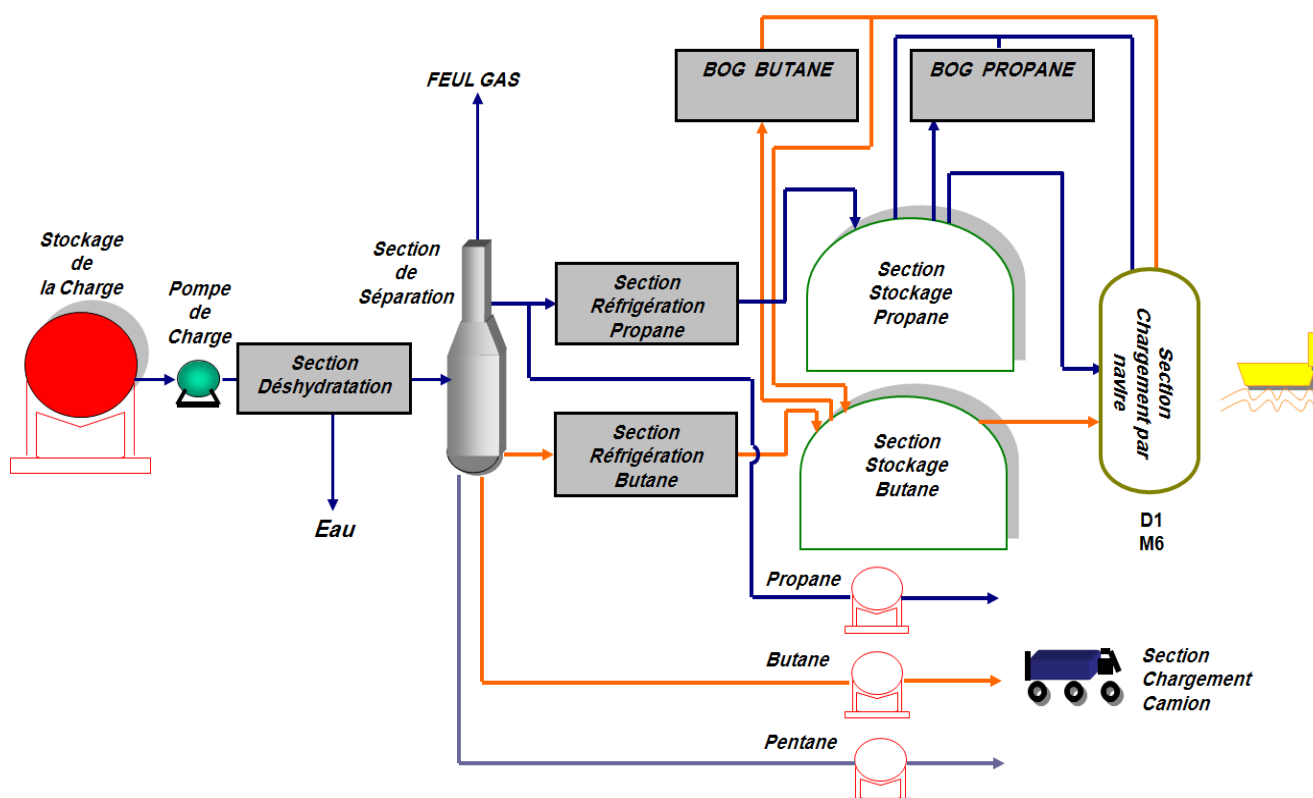 BOG BUTANE
BOG PROPANE
FEUL GAS
Stockage
de
la Charge
Pompe
de
Charge
Section
Déshydratation
Eau
Section
de
Séparation
Section
Réfrigération
Propane
Section
Réfrigération
Butane
Section
Stockage
Propane
Section
Stockage
Butane
Section
Chargement par
navire
D1
M6
Propane
Butane
Pentane
Section
Chargement
Camion